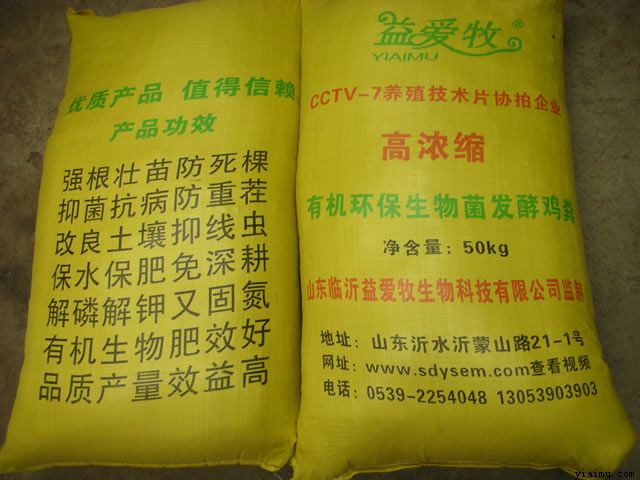 优质产品 值得信赖
产品功效
强根壮苗防死棵
抑菌抗病防重茬
改良土壤抑线虫
保水保肥免深耕
解磷解钾又固氮
有机生物肥效好
品质产量效益高
益爱牧®
YIAIMU
CCTV-7养殖技术片协拍企业
高浓缩
有机环保生物菌发酵鸡粪
净含量：50kg
山东临沂益爱牧生物科技有限公司监制
地址：山东沂水沂蒙山路21-1号
网址：www.sdysem.com查看视频
电话：0539-2254048 13053903903
yiaimu.com